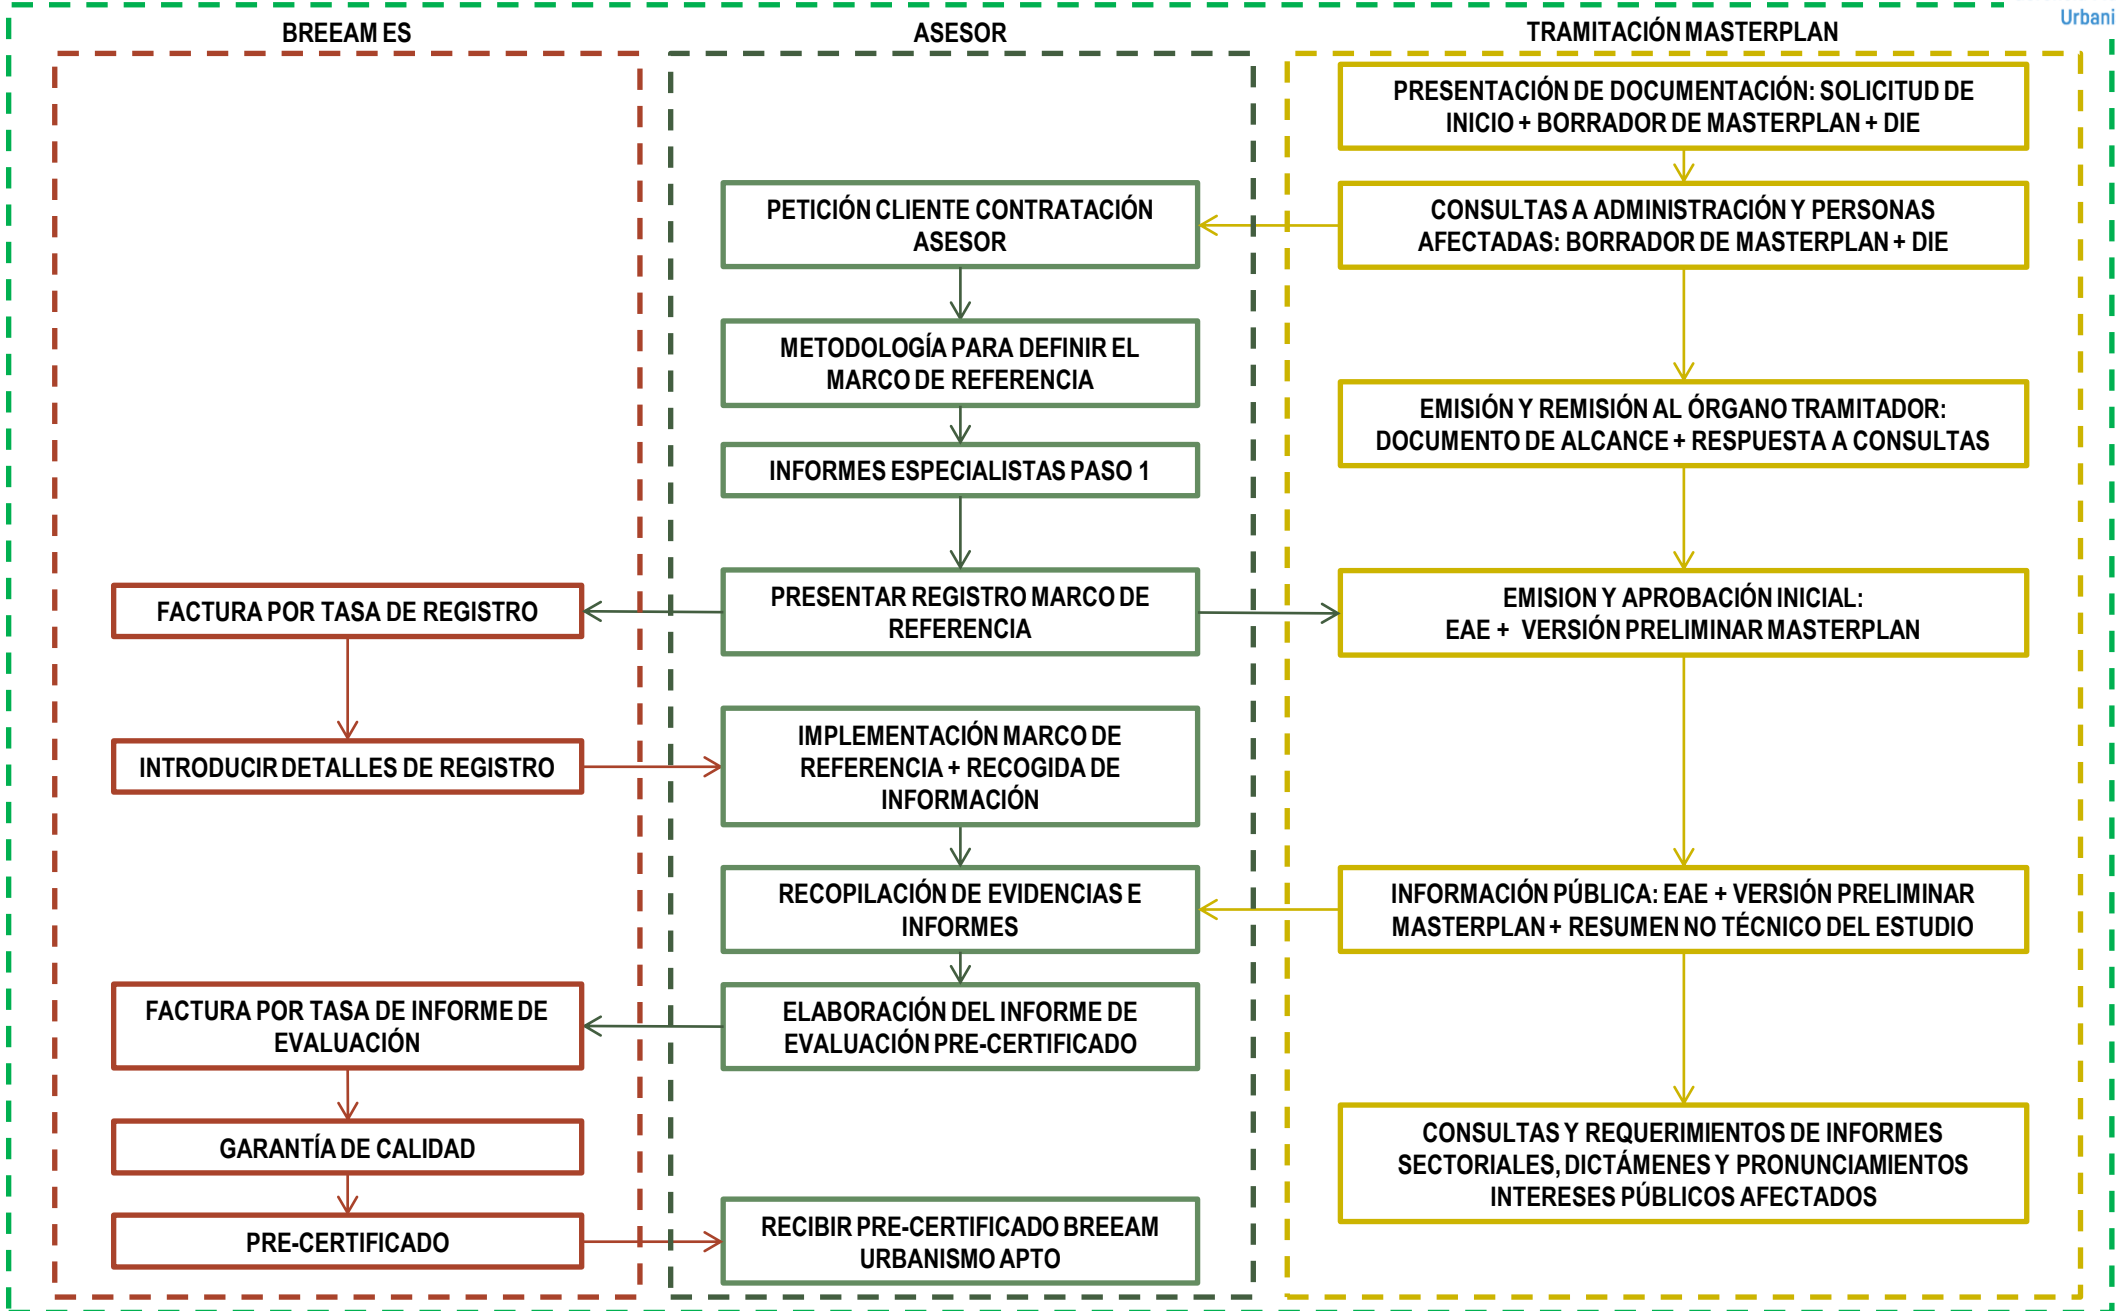 Urbani
BREEAM ES
ASESOR
TRAMITACIÓN MASTERPLAN
PRESENTACIÓN DE DOCUMENTACIÓN: SOLICITUD DE
INICIO + BORRADOR DE MASTERPLAN + DIE
PETICIÓN CLIENTE CONTRATACIÓN
ASESOR
CONSULTAS A ADMINISTRACIÓN Y PERSONAS
AFECTADAS: BORRADOR DE MASTERPLAN + DIE
METODOLOGÍA PARA DEFINIR EL
MARCO DE REFERENCIA
EMISIÓN Y REMISIÓN AL ÓRGANO TRAMITADOR:
DOCUMENTO DE ALCANCE + RESPUESTA A CONSULTAS
INFORMES ESPECIALISTAS PASO 1
FACTURA POR TASA DE REGISTRO
PRESENTAR REGISTRO MARCO DE
REFERENCIA
EMISION Y APROBACIÓN INICIAL:
EAE + VERSIÓN PRELIMINAR MASTERPLAN
INTRODUCIR DETALLES DE REGISTRO
IMPLEMENTACIÓN MARCO DE
REFERENCIA + RECOGIDA DE
INFORMACIÓN
RECOPILACIÓN DE EVIDENCIAS E
INFORMES
INFORMACIÓN PÚBLICA: EAE + VERSIÓN PRELIMINAR
MASTERPLAN + RESUMEN NO TÉCNICO DEL ESTUDIO
FACTURA POR TASA DE INFORME DE
EVALUACIÓN
ELABORACIÓN DEL INFORME DE
EVALUACIÓN PRE-CERTIFICADO
GARANTÍA DE CALIDAD
CONSULTAS Y REQUERIMIENTOS DE INFORMES
SECTORIALES, DICTÁMENES Y PRONUNCIAMIENTOS
INTERESES PÚBLICOS AFECTADOS
PRE-CERTIFICADO
RECIBIR PRE-CERTIFICADO BREEAM
URBANISMO APTO